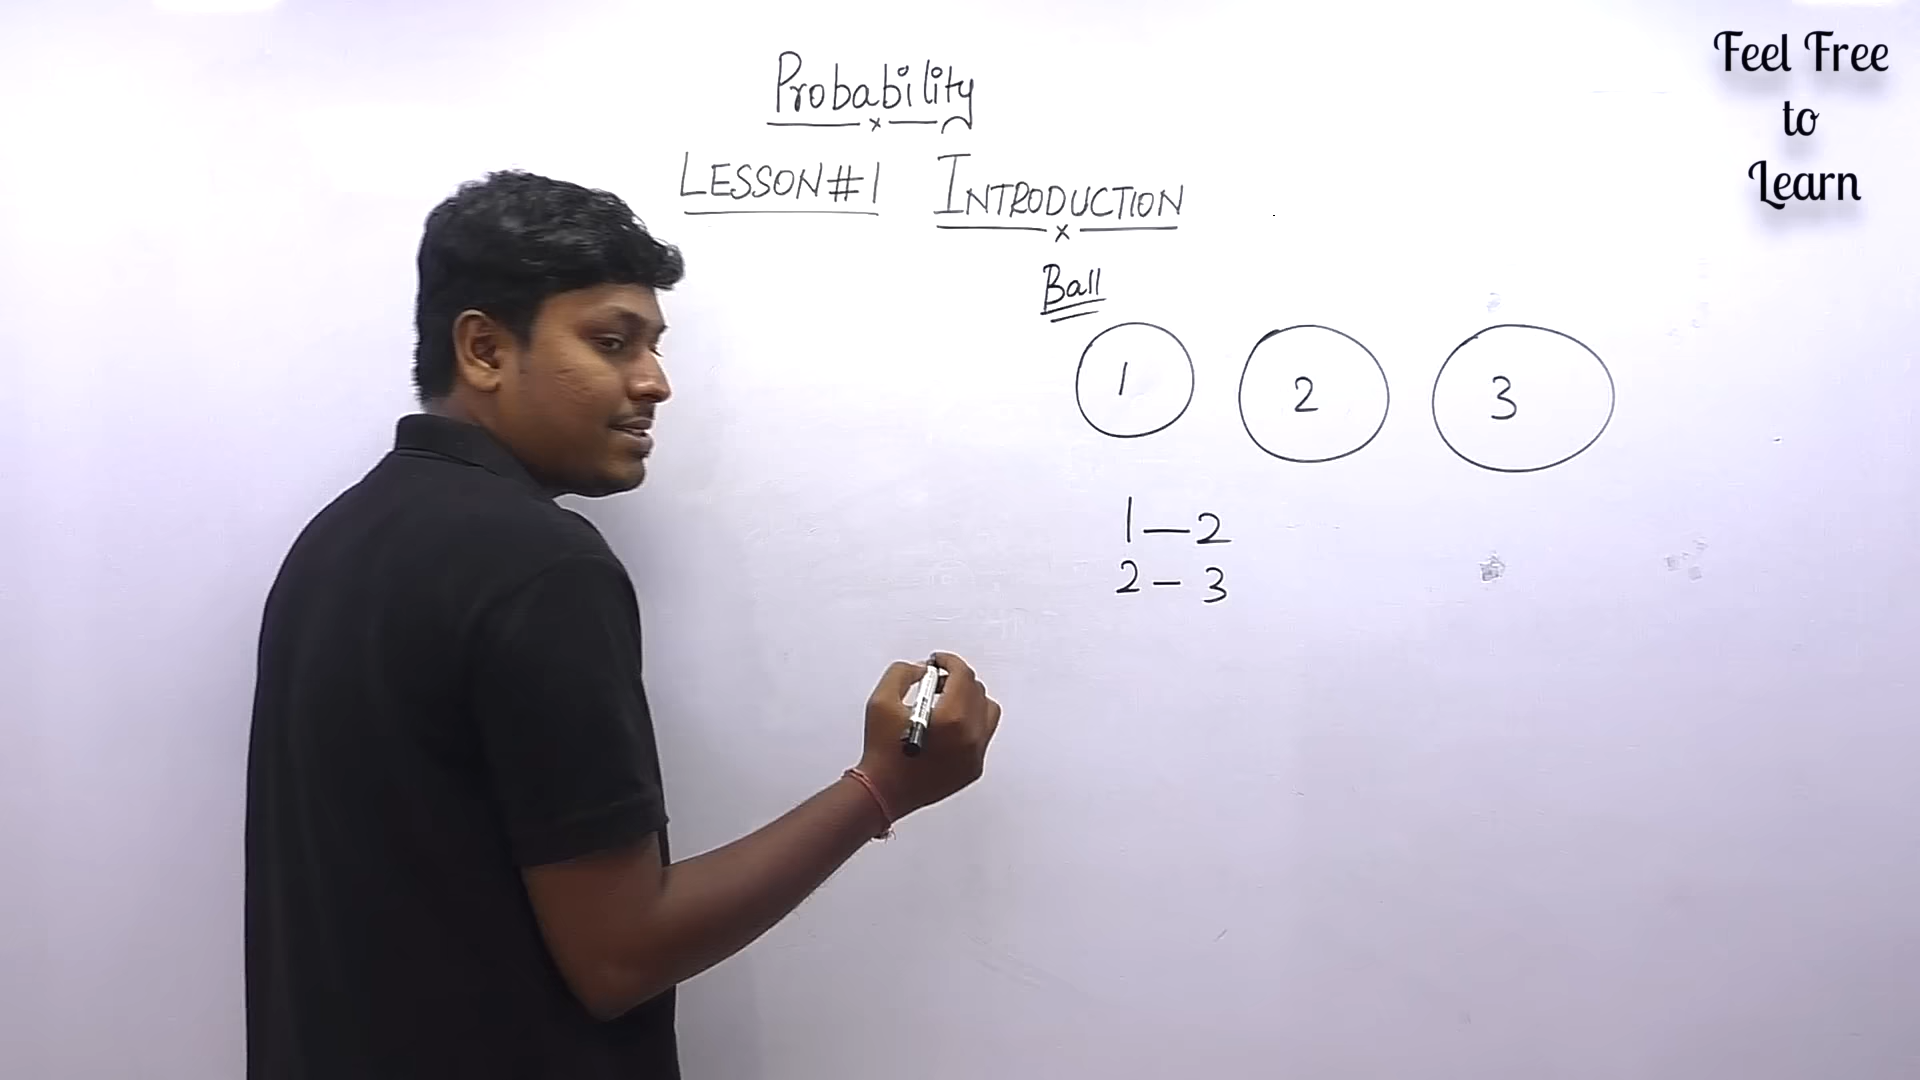 Probability
LESSON#1 INTRODUCTION
Ball
1 2 3
1—2
2–3
Feel Free
to
Learn